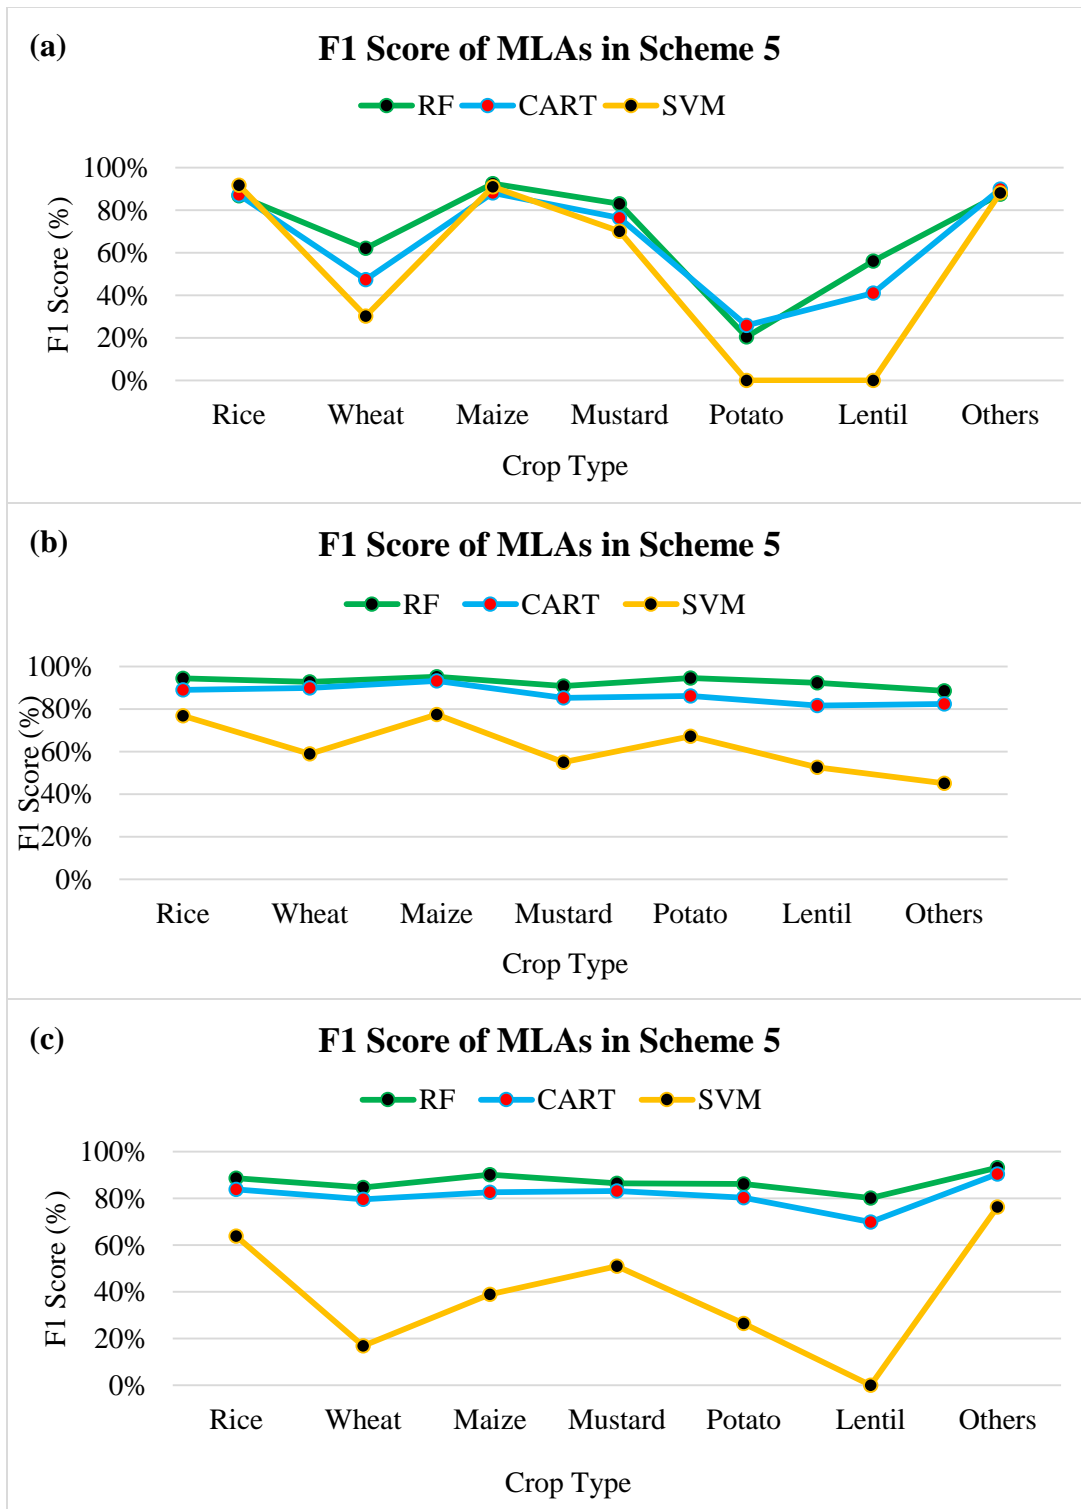 (a)
F1 Score of MLAs in Scheme 5
RF CART SVM
100%
80%
60%
40%
20%
0%
F1 Score (%)
Rice Wheat Maize Mustard Potato Lentil Others
Crop Type
(b)
F1 Score of MLAs in Scheme 5
RF CART SVM
100%
80%
60%
40%
20%
0%
F1 Score (%)
Rice Wheat Maize Mustard Potato Lentil Others
Crop Type
(c)
F1 Score of MLAs in Scheme 5
RF CART SVM
100%
80%
60%
40%
20%
0%
F1 Score (%)
Rice Wheat Maize Mustard Potato Lentil Others
Crop Type